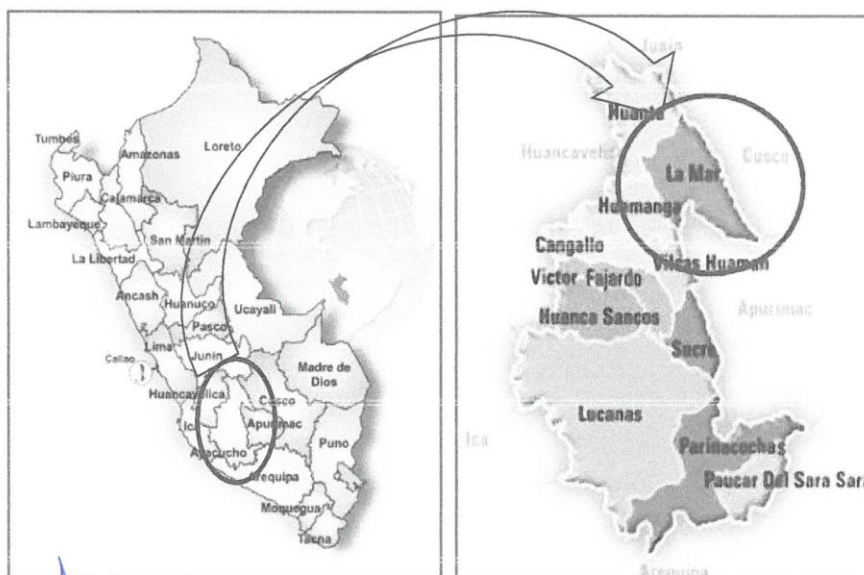 Tumbes
Piura
Lambayeque
La Libertad
Amazonas
Cajamarca
Loreto
San Martin
Ancash
Huanuco
Ucayali
Pasco
Lima
Junin
Callao
Madre de
Dios
Huancavelica
Cusco
Ica
Apurimac
Puno
Ayacucho
Arequipa
Moquegua
Tacna
Junin
Huanta
Huancavelica
Cusco
La Mar
Huamanga
Cangallo
Vilcas Huaman
Victor Fajardo
Huanca Sancos
Apurimac
Sucre
Lucanas
Ica
Parinacochas
Paucar Del Sara Sara
Arequipa